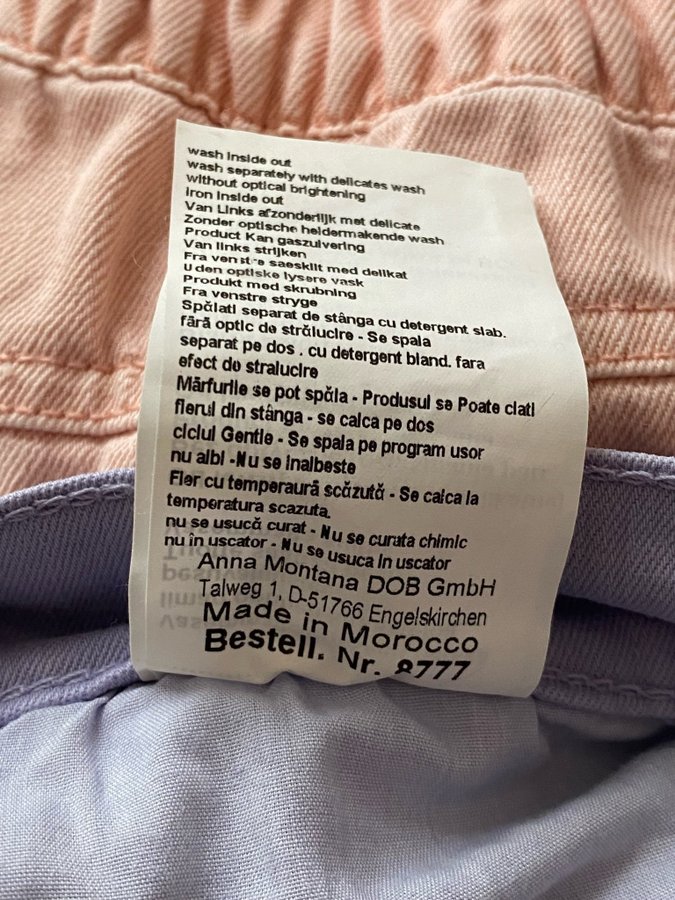 wash inside out
wash separately with delicates wash
without optical brightening
iron inside out
Van Links afzonderlijk met delicate
Zonder optische heldermakende wash
Product Kan gaszuivering
Van links strijken
Fra venstre saeskilt med delikat
Uden optiske lysere vask
Produkt med skrubning
Fra venstre stryge
Spălati separat de stânga cu detergent slab.
fără optic de strălucire - Se spala
separat pe dos . cu detergent bland. fara
efect de stralucire
Mărfurile se pot spăla - Produsul se Poate clati
fierul din stânga - se calca pe dos
ciclul Gentle - Se spala pe program usor
nu albi -Nu se inalbeste
Fier cu temperaură scăzută - Se calca la
temperatura scazuta.
nu se usucă curat - Nu se curata chimic
nu în uscator - Nu se usuca in uscator
Anna Montana DOB GmbH
Talweg 1, D-51766 Engelskirchen
Made in Morocco
Bestell. Nr. 8777